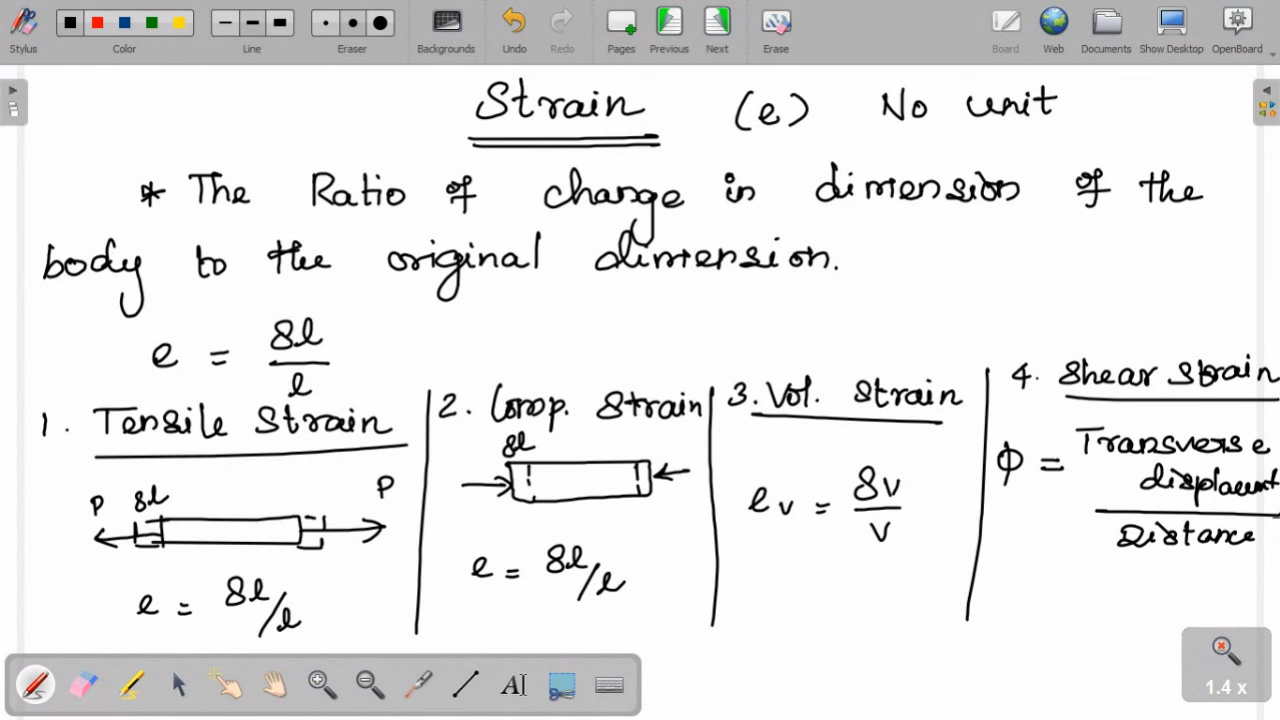 Stylus Color Line Eraser Backgrounds Undo Redo Pages Previous Next Erase Board Web Documents Show Desktop OpenBoard
Strain (e) No unit
* The Ratio of change in dimension of the
body to the original dimension.
e = δl/l
1. Tensile Strain
P δl P
e = δl/l
2. Comp. Strain
δl
e = δl/l
3. Vol. Strain
ev = δv/v
4. Shear Strain
ϕ = Transverse
displacent
Distance
AI
1.4 x